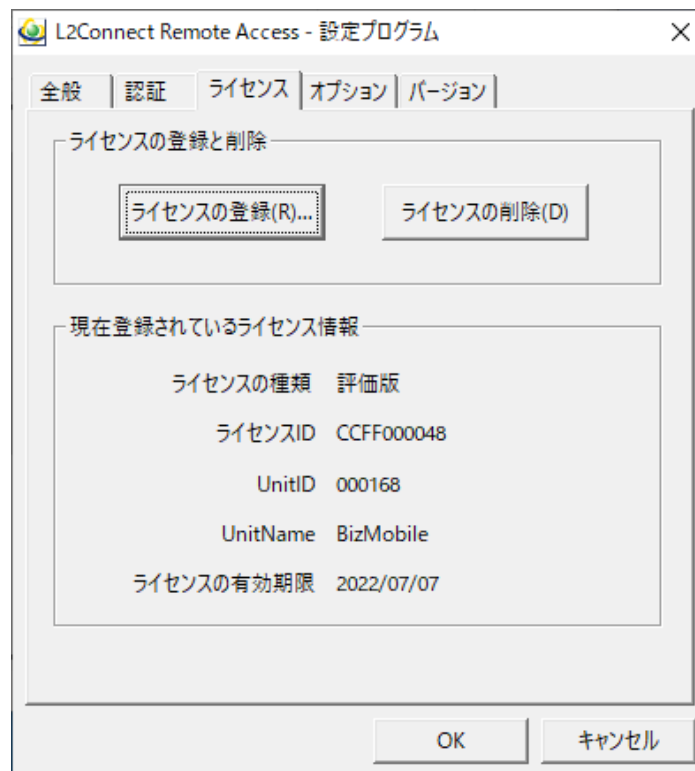 L2Connect Remote Access - 設定プログラム
全般 認証 ライセンス オプション バージョン
ライセンスの登録と削除
ライセンスの登録(R)... ライセンスの削除(D)
現在登録されているライセンス情報
ライセンスの種類 評価版
ライセンスID CCFF000048
UnitID 000168
UnitName BizMobile
ライセンスの有効期限 2022/07/07
OK キャンセル